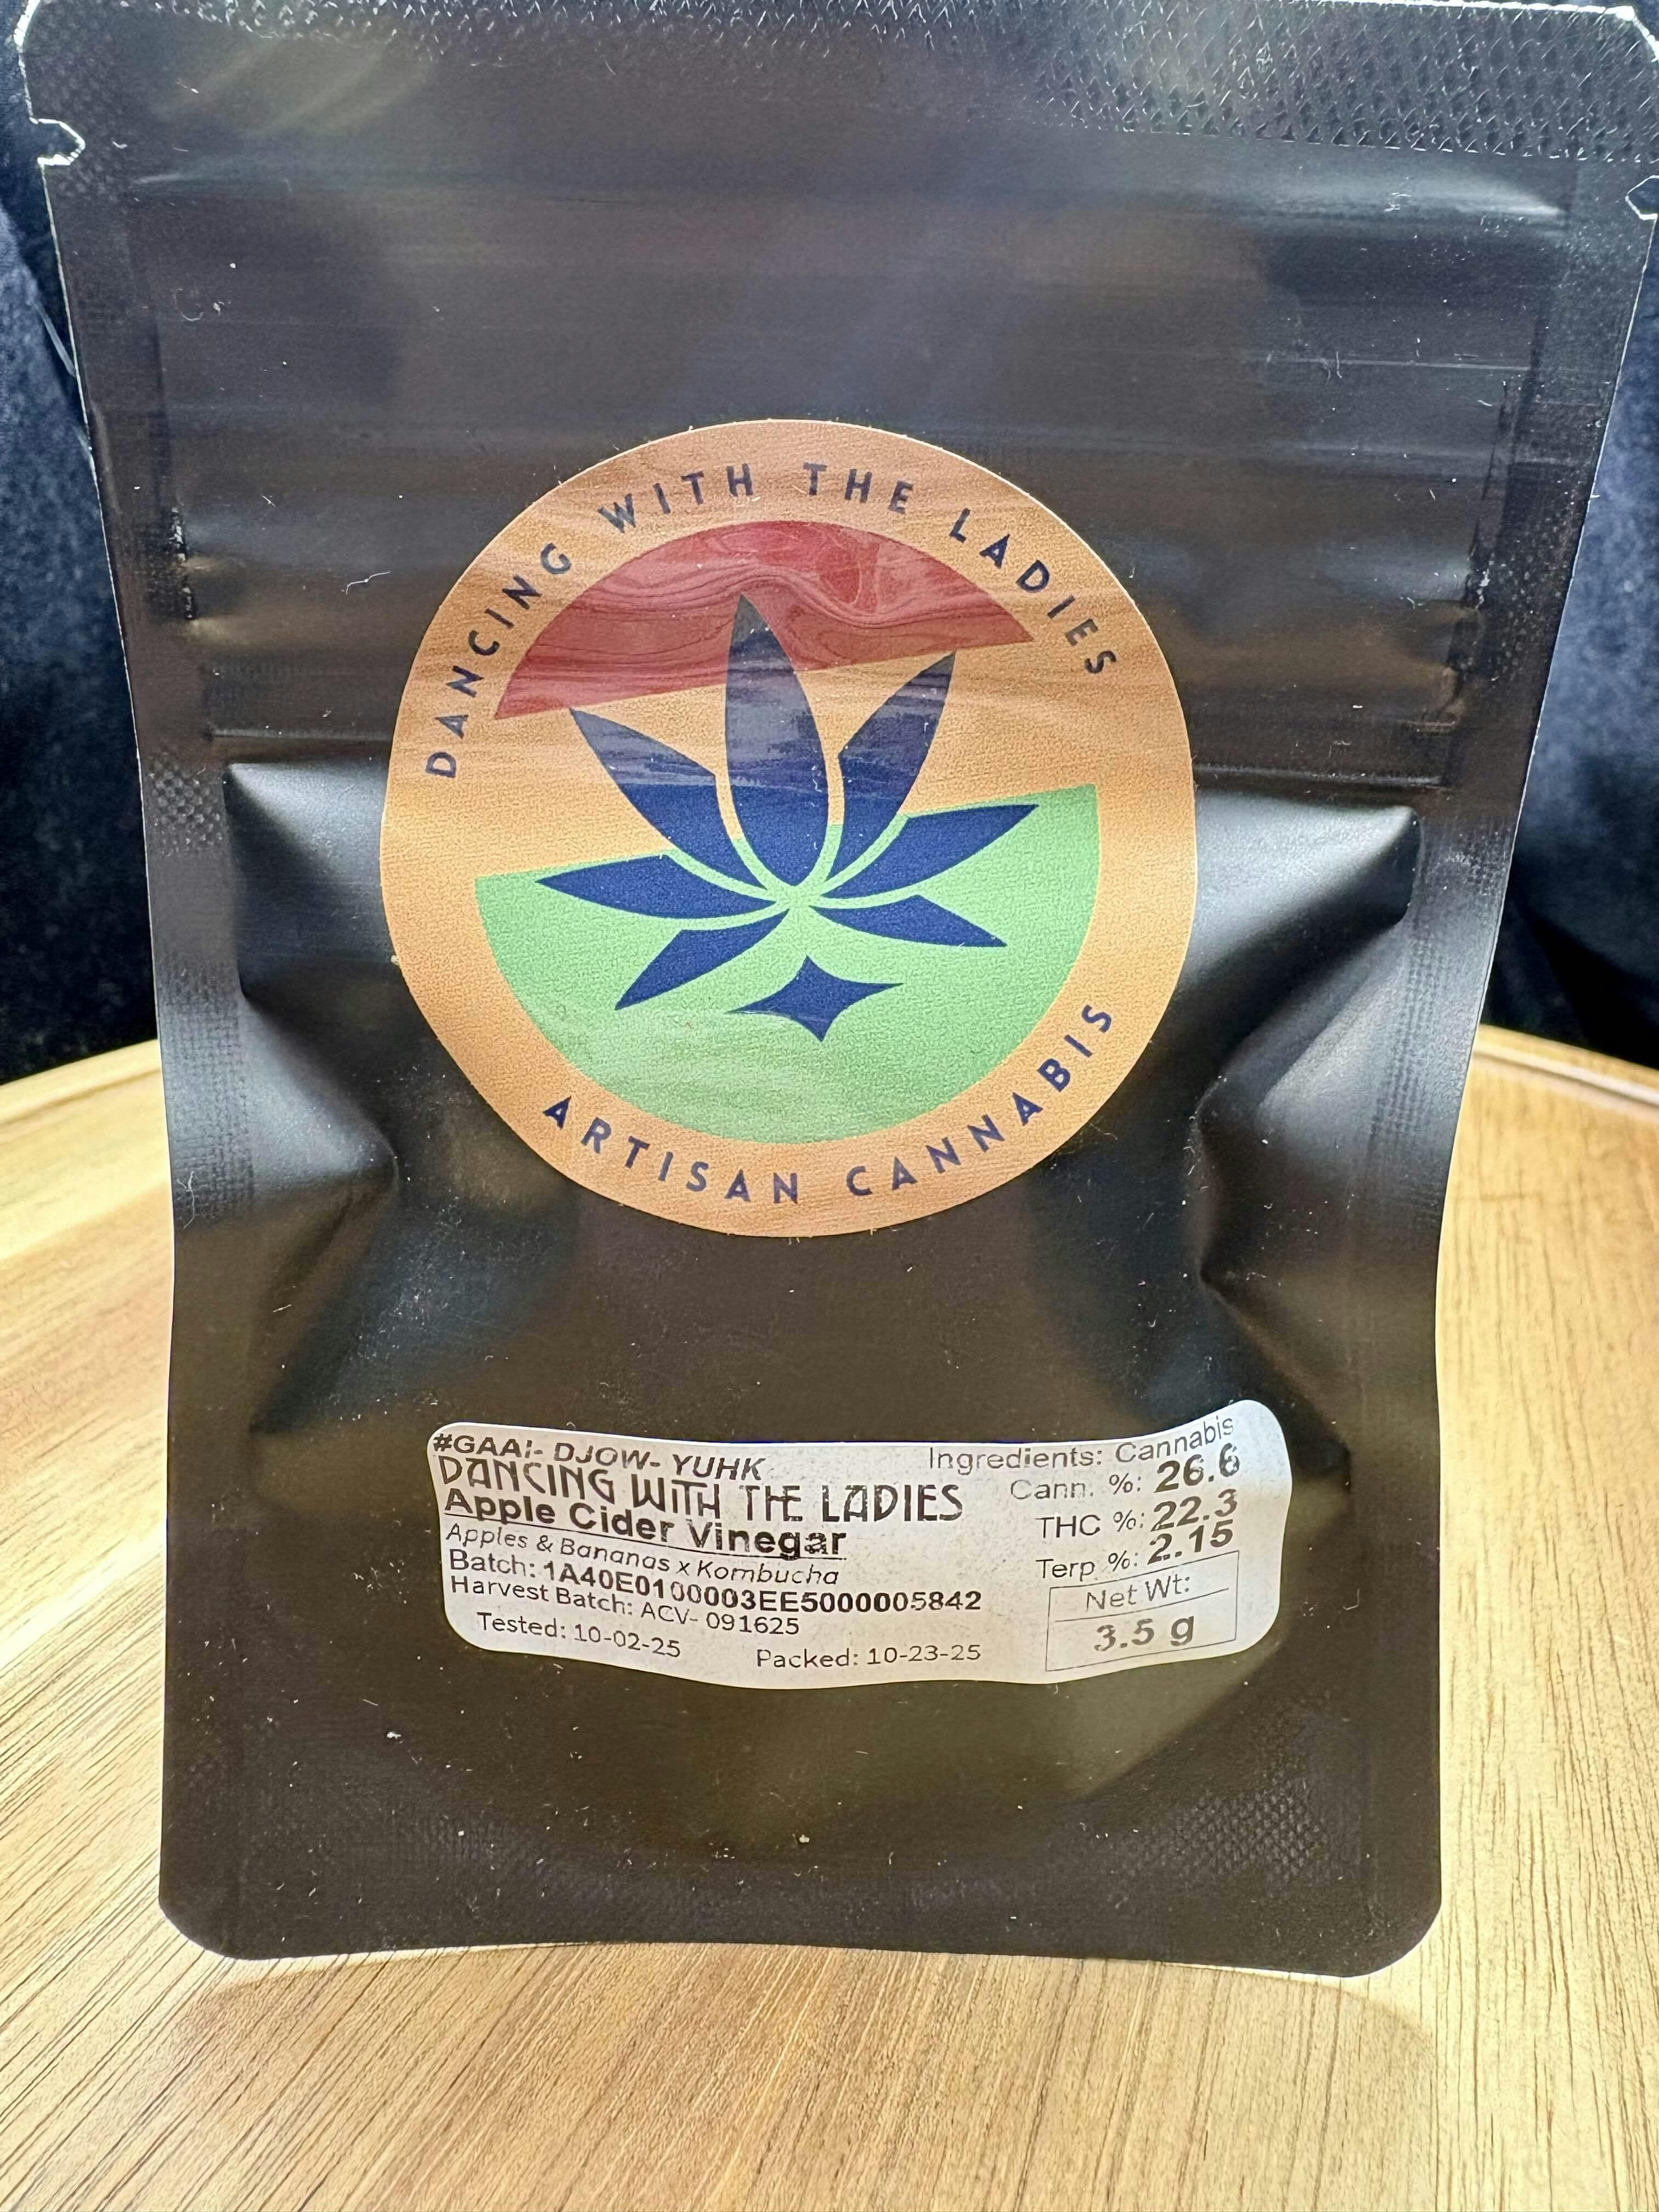 DANCING WITH THE LADIES
ARTISAN CANNABIS
#GAAI- DJOW- YUHK
DANCING WITH THE LADIES
Apple Cider Vinegar
Apples & Bananas x Kombucha
Batch: 1A40E0100003EE5000005842
Harvest Batch: ACV- 091625
Tested: 10-02-25
Packed: 10-23-25
Ingredients: Cannabis
Cann. %: 26.6
THC %: 22.3
Terp %: 2.15
Net Wt:
3.5 g